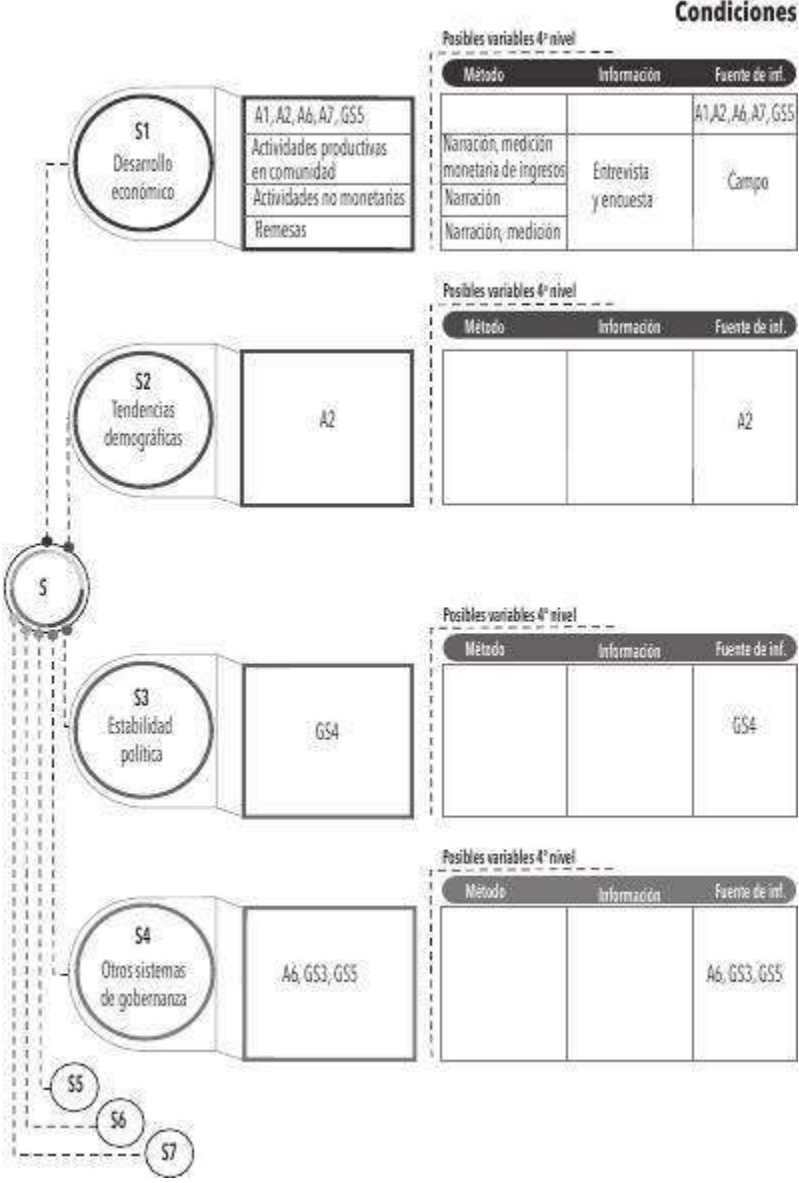 Condiciones
Posibles variables 4º nivel
Método Información Fuente de inf.
S1
Desarrollo
económico
A1, A2, A6, A7, GS5
Actividades productivas
en comunidad
Actividades no monetarias
Remesas
A1,A2, A6, A7, GS5
Narración, medición
monetaria de ingresos
Narración
Narración, medición
Entrevista
y encuesta
Campo
Posibles variables 4º nivel
Método Información Fuente de inf.
S2
Tendencias
demográficas
A2
A2
S
Posibles variables 4º nivel
Método Información Fuente de inf.
S3
Estabilidad
política
GS4
GS4
Posibles variables 4º nivel
Método Información Fuente de inf.
S4
Otros sistemas
de gobernanza
A6, GS3, GS5
A6, GS3, GS5
S5
S6
S7